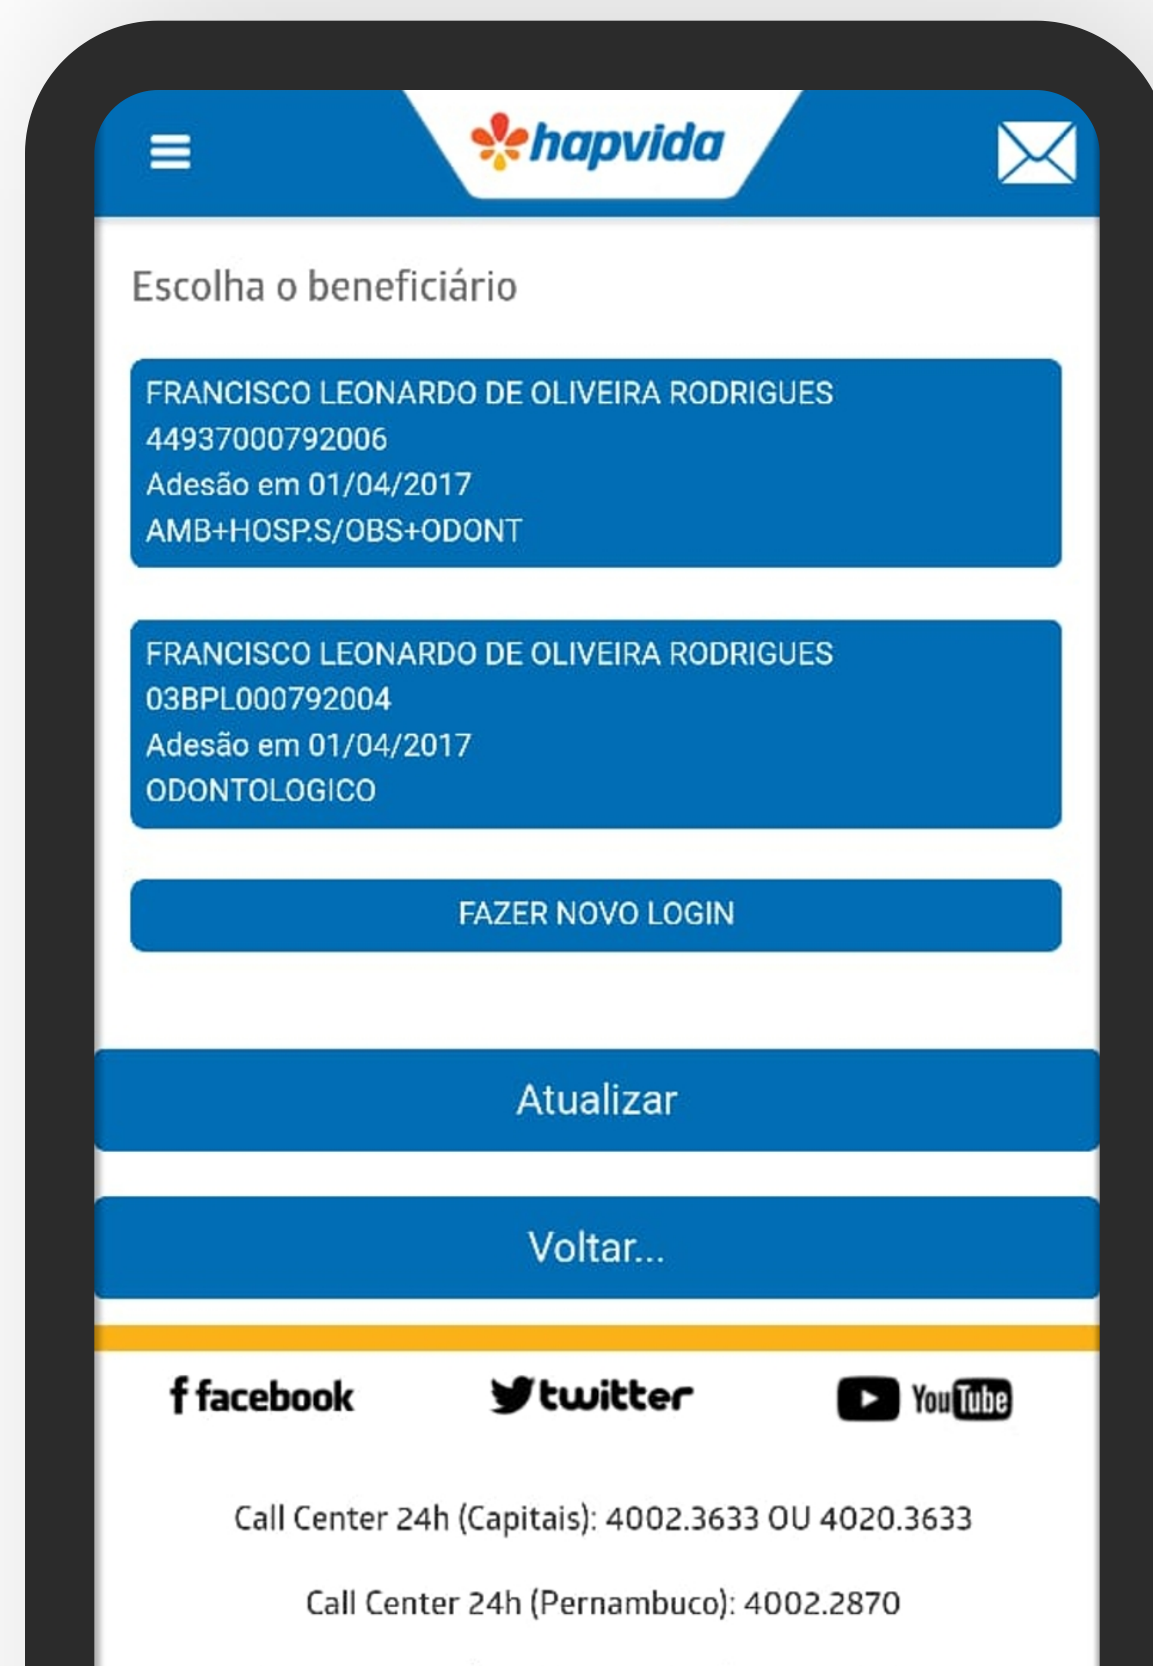 hapvida
Escolha o beneficiário
FRANCISCO LEONARDO DE OLIVEIRA RODRIGUES
44937000792006
Adesão em 01/04/2017
AMB+HOSP.S/OBS+ODONT
FRANCISCO LEONARDO DE OLIVEIRA RODRIGUES
03BPL000792004
Adesão em 01/04/2017
ODONTOLOGICO
FAZER NOVO LOGIN
Atualizar
Voltar...
f facebook twitter YouTube
Call Center 24h (Capitais): 4002.3633 OU 4020.3633
Call Center 24h (Pernambuco): 4002.2870